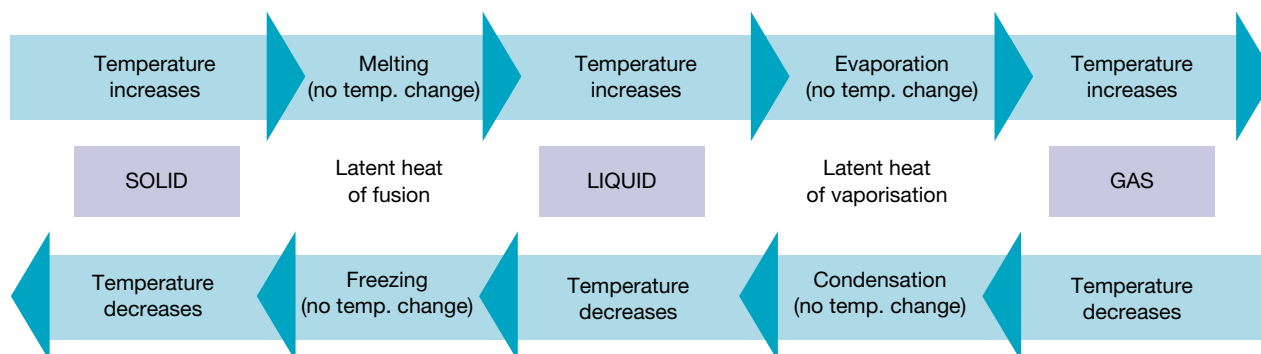 Temperature
increases
Melting
(no temp. change)
Temperature
increases
Evaporation
(no temp. change)
Temperature
increases
SOLID
Latent heat
of fusion
LIQUID
Latent heat
of vaporisation
GAS
Temperature
decreases
Freezing
(no temp. change)
Temperature
decreases
Condensation
(no temp. change)
Temperature
decreases